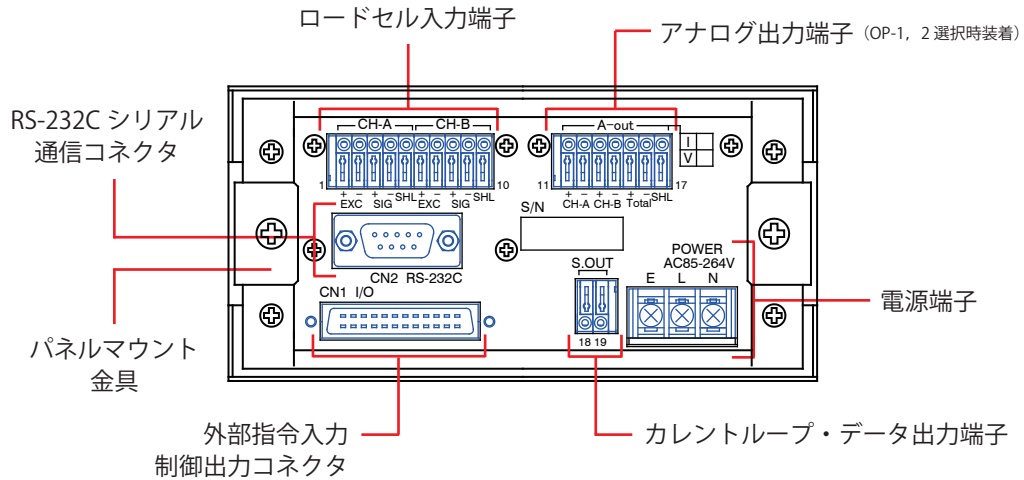 ロードセル入力端子
アナログ出力端子 (OP-1, 2 選択時装着)
RS-232C シリアル
通信コネクタ
CH-A CH-B
1 10
+ - + - SHL + - + - SHL
EXC SIG EXC SIG
A-out
I
V
11 17
+ - + + - SHL
CH-A CH-B Total
S/N
CN2 RS-232C
CN1 I/O
S.OUT
18 19
POWER
AC85-264V
E L N
電源端子
パネルマウント
金具
外部指令入力
制御出力コネクタ
カレントループ・データ出力端子